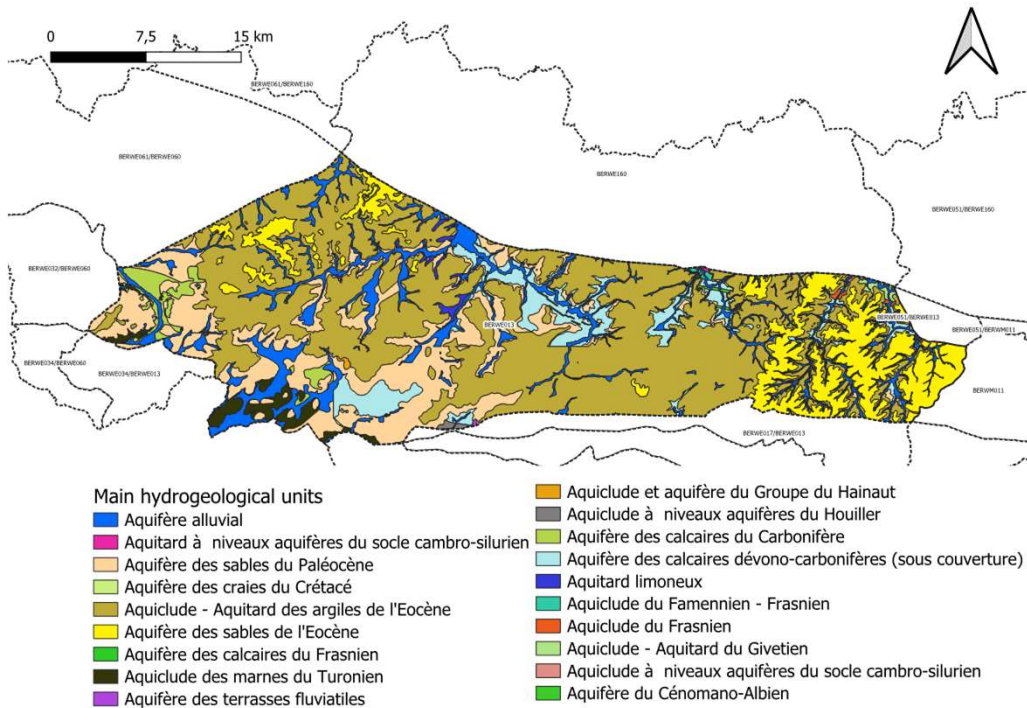 0 7,5 15 km
BERWE061/BERWE160
BERWE061/BERWE060
BERWE160
BERWE051/BERWE160
BERWE032/BERWE060
BERWE013
BERWE051/BERWE013
BERWE051/BERWM011
BERWE034/BERWE060
BERWE034/BERWE013
BERWM011
BERWE017/BERWE013
Main hydrogeological units
Aquifère alluvial
Aquitard à niveaux aquifères du socle cambro-silurien
Aquifère des sables du Paléocène
Aquifère des craies du Crétacé
Aquiclude - Aquitard des argiles de l'Eocène
Aquifère des sables de l'Eocène
Aquifère des calcaires du Frasnien
Aquiclude des marnes du Turonien
Aquifère des terrasses fluviatiles
Aquiclude et aquifère du Groupe du Hainaut
Aquiclude à niveaux aquifères du Houiller
Aquifère des calcaires du Carbonifère
Aquifère des calcaires dévono-carbonifères (sous couverture)
Aquitard limoneux
Aquiclude du Famennien - Frasnien
Aquiclude du Frasnien
Aquiclude - Aquitard du Givetien
Aquiclude à niveaux aquifères du socle cambro-silurien
Aquifère du Cénomano-Albien